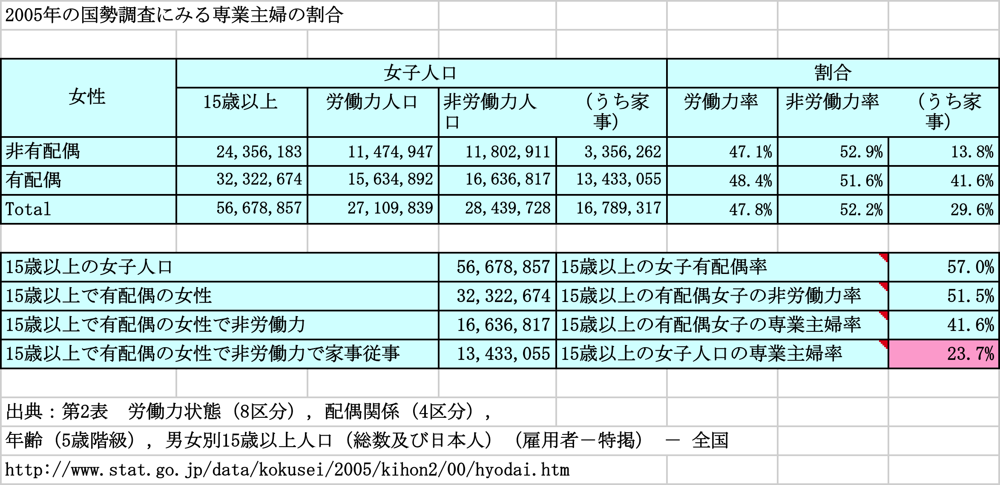 2005年の国勢調査にみる専業主婦の割合
女性 女子人口 割合
15歳以上 労働力人口 非労働力人口 (うち家事) 労働力率 非労働力率 (うち家事)
非有配偶 24,356,183 11,474,947 11,802,911 3,356,262 47.1% 52.9% 13.8%
有配偶 32,322,674 15,634,892 16,636,817 13,433,055 48.4% 51.6% 41.6%
Total 56,678,857 27,109,839 28,439,728 16,789,317 47.8% 52.2% 29.6%
15歳以上の女子人口 56,678,857 15歳以上の女子有配偶率 57.0%
15歳以上で有配偶の女性 32,322,674 15歳以上の有配偶女子の非労働力率 51.5%
15歳以上で有配偶の女性で非労働力 16,636,817 15歳以上の有配偶女子の専業主婦率 41.6%
15歳以上で有配偶の女性で非労働力で家事従事 13,433,055 15歳以上の女子人口の専業主婦率 23.7%
出典：第2表　労働力状態（8区分），配偶関係（4区分），
年齢（5歳階級），男女別15歳以上人口（総数及び日本人）（雇用者－特掲）　－ 全国
http://www.stat.go.jp/data/kokusei/2005/kihon2/00/hyodai.htm